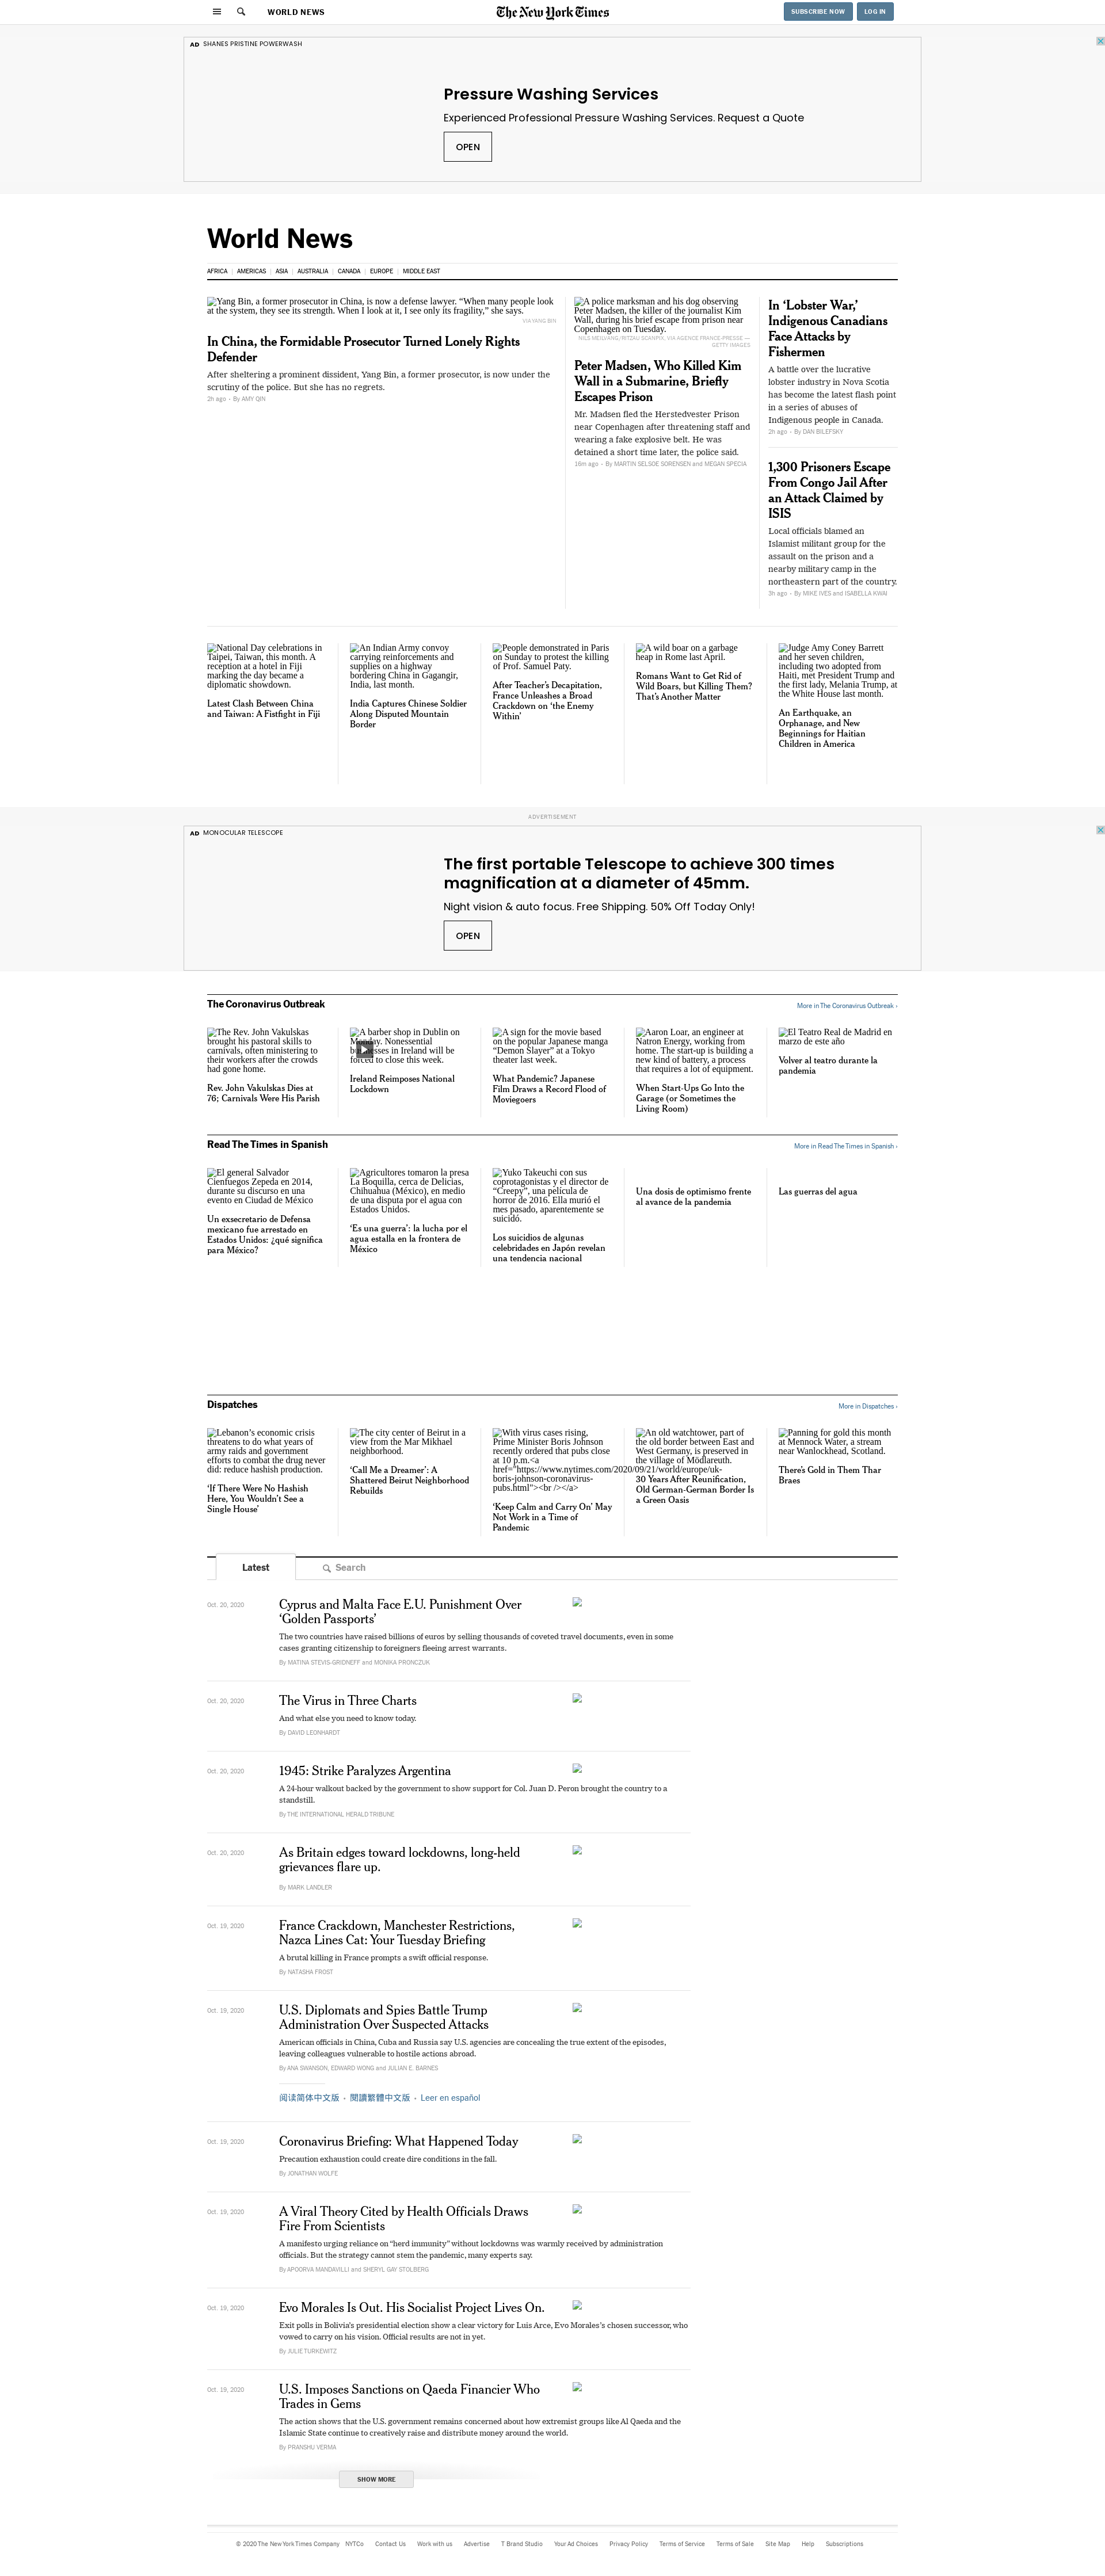 WORLD NEWS
The New York Times
SUBSCRIBE NOW
LOG IN
AD SHANES PRISTINE POWERWASH
Pressure Washing Services
Experienced Professional Pressure Washing Services. Request a Quote
OPEN
World News
AFRICA
AMERICAS
ASIA
AUSTRALIA
CANADA
EUROPE
MIDDLE EAST
Yang Bin, a former prosecutor in China, is now a defense lawyer. “When many people look
at the system, they see its strength. When I look at it, I see only its fragility,” she says.
VIA YANG BIN
In China, the Formidable Prosecutor Turned Lonely Rights
Defender
After sheltering a prominent dissident, Yang Bin, a former prosecutor, is now under the
scrutiny of the police. But she has no regrets.
2h ago · By AMY QIN
A police marksman and his dog observing
Peter Madsen, the killer of the journalist Kim
Wall, during his brief escape from prison near
Copenhagen on Tuesday.
NILS MEILVANG/RITZAU SCANPIX, VIA AGENCE FRANCE-PRESSE —
GETTY IMAGES
Peter Madsen, Who Killed Kim
Wall in a Submarine, Briefly
Escapes Prison
Mr. Madsen fled the Herstedvester Prison
near Copenhagen after threatening staff and
wearing a fake explosive belt. He was
detained a short time later, the police said.
16m ago · By MARTIN SELSOE SORENSEN and MEGAN SPECIA
In ‘Lobster War,’
Indigenous Canadians
Face Attacks by
Fishermen
A battle over the lucrative
lobster industry in Nova Scotia
has become the latest flash point
in a series of abuses of
Indigenous people in Canada.
2h ago · By DAN BILEFSKY
1,300 Prisoners Escape
From Congo Jail After
an Attack Claimed by
ISIS
Local officials blamed an
Islamist militant group for the
assault on the prison and a
nearby military camp in the
northeastern part of the country.
3h ago · By MIKE IVES and ISABELLA KWAI
National Day celebrations in
Taipei, Taiwan, this month. A
reception at a hotel in Fiji
marking the day became a
diplomatic showdown.
Latest Clash Between China
and Taiwan: A Fistfight in Fiji
An Indian Army convoy
carrying reinforcements and
supplies on a highway
bordering China in Gagangir,
India, last month.
India Captures Chinese Soldier
Along Disputed Mountain
Border
People demonstrated in Paris
on Sunday to protest the killing
of Prof. Samuel Paty.
After Teacher’s Decapitation,
France Unleashes a Broad
Crackdown on ‘the Enemy
Within’
A wild boar on a garbage
heap in Rome last April.
Romans Want to Get Rid of
Wild Boars, but Killing Them?
That’s Another Matter
Judge Amy Coney Barrett
and her seven children,
including two adopted from
Haiti, met President Trump and
the first lady, Melania Trump, at
the White House last month.
An Earthquake, an
Orphanage, and New
Beginnings for Haitian
Children in America
ADVERTISEMENT
AD MONOCULAR TELESCOPE
The first portable Telescope to achieve 300 times
magnification at a diameter of 45mm.
Night vision & auto focus. Free Shipping. 50% Off Today Only!
OPEN
The Coronavirus Outbreak
More in The Coronavirus Outbreak ›
The Rev. John Vakulskas
brought his pastoral skills to
carnivals, often ministering to
their workers after the crowds
had gone home.
Rev. John Vakulskas Dies at
76; Carnivals Were His Parish
A barber shop in Dublin on
Nonessential
in Ireland will be
to close this week.
Ireland Reimposes National
Lockdown
A sign for the movie based
on the popular Japanese manga
“Demon Slayer” at a Tokyo
theater last week.
What Pandemic? Japanese
Film Draws a Record Flood of
Moviegoers
Aaron Loar, an engineer at
Natron Energy, working from
home. The start-up is building a
new kind of battery, a process
that requires a lot of equipment.
When Start-Ups Go Into the
Garage (or Sometimes the
Living Room)
El Teatro Real de Madrid en
marzo de este año
Volver al teatro durante la
pandemia
Read The Times in Spanish
More in Read The Times in Spanish ›
El general Salvador
Cienfuegos Zepeda en 2014,
durante su discurso en una
evento en Ciudad de México
Un exsecretario de Defensa
mexicano fue arrestado en
Estados Unidos: ¿qué significa
para México?
Agricultores tomaron la presa
La Boquilla, cerca de Delicias,
Chihuahua (México), en medio
de una disputa por el agua con
Estados Unidos.
‘Es una guerra’: la lucha por el
agua estalla en la frontera de
México
Yuko Takeuchi con sus
coprotagonistas y el director de
“Creepy”, una película de
horror de 2016. Ella murió el
mes pasado, aparentemente se
suicidó.
Los suicidios de algunas
celebridades en Japón revelan
una tendencia nacional
Una dosis de optimismo frente
al avance de la pandemia
Las guerras del agua
Dispatches
More in Dispatches ›
Lebanon’s economic crisis
threatens to do what years of
army raids and government
efforts to combat the drug never
did: reduce hashish production.
‘If There Were No Hashish
Here, You Wouldn’t See a
Single House’
The city center of Beirut in a
view from the Mar Mikhael
neighborhood.
‘Call Me a Dreamer’: A
Shattered Beirut Neighborhood
Rebuilds
With virus cases rising,
Prime Minister Boris Johnson
recently ordered that pubs close
at 10 p.m.<a
href="https://www.nytimes.com/2020/09/21/world/europe/uk-
boris-johnson-coronavirus-
pubs.html"><br /></a>
‘Keep Calm and Carry On’ May
Not Work in a Time of
Pandemic
An old watchtower, part of
the old border between East and
West Germany, is preserved in
the village of Mödlareuth.
30 Years After Reunification,
Old German-German Border Is
a Green Oasis
Panning for gold this month
at Mennock Water, a stream
near Wanlockhead, Scotland.
There’s Gold in Them Thar
Braes
Latest
Search
Oct. 20, 2020
Cyprus and Malta Face E.U. Punishment Over
‘Golden Passports’
The two countries have raised billions of euros by selling thousands of coveted travel documents, even in some
cases granting citizenship to foreigners fleeing arrest warrants.
By MATINA STEVIS-GRIDNEFF and MONIKA PRONCZUK
Oct. 20, 2020
The Virus in Three Charts
And what else you need to know today.
By DAVID LEONHARDT
Oct. 20, 2020
1945: Strike Paralyzes Argentina
A 24-hour walkout backed by the government to show support for Col. Juan D. Peron brought the country to a
standstill.
By THE INTERNATIONAL HERALD TRIBUNE
Oct. 20, 2020
As Britain edges toward lockdowns, long-held
grievances flare up.
By MARK LANDLER
Oct. 19, 2020
France Crackdown, Manchester Restrictions,
Nazca Lines Cat: Your Tuesday Briefing
A brutal killing in France prompts a swift official response.
By NATASHA FROST
Oct. 19, 2020
U.S. Diplomats and Spies Battle Trump
Administration Over Suspected Attacks
American officials in China, Cuba and Russia say U.S. agencies are concealing the true extent of the episodes,
leaving colleagues vulnerable to hostile actions abroad.
By ANA SWANSON, EDWARD WONG and JULIAN E. BARNES
阅读简体中文版 · 閱讀繁體中文版 · Leer en español
Oct. 19, 2020
Coronavirus Briefing: What Happened Today
Precaution exhaustion could create dire conditions in the fall.
By JONATHAN WOLFE
Oct. 19, 2020
A Viral Theory Cited by Health Officials Draws
Fire From Scientists
A manifesto urging reliance on “herd immunity” without lockdowns was warmly received by administration
officials. But the strategy cannot stem the pandemic, many experts say.
By APOORVA MANDAVILLI and SHERYL GAY STOLBERG
Oct. 19, 2020
Evo Morales Is Out. His Socialist Project Lives On.
Exit polls in Bolivia’s presidential election show a clear victory for Luis Arce, Evo Morales’s chosen successor, who
vowed to carry on his vision. Official results are not in yet.
By JULIE TURKEWITZ
Oct. 19, 2020
U.S. Imposes Sanctions on Qaeda Financier Who
Trades in Gems
The action shows that the U.S. government remains concerned about how extremist groups like Al Qaeda and the
Islamic State continue to creatively raise and distribute money around the world.
By PRANSHU VERMA
SHOW MORE
© 2020 The New York Times Company
NYTCo
Contact Us
Work with us
Advertise
T Brand Studio
Your Ad Choices
Privacy Policy
Terms of Service
Terms of Sale
Site Map
Help
Subscriptions